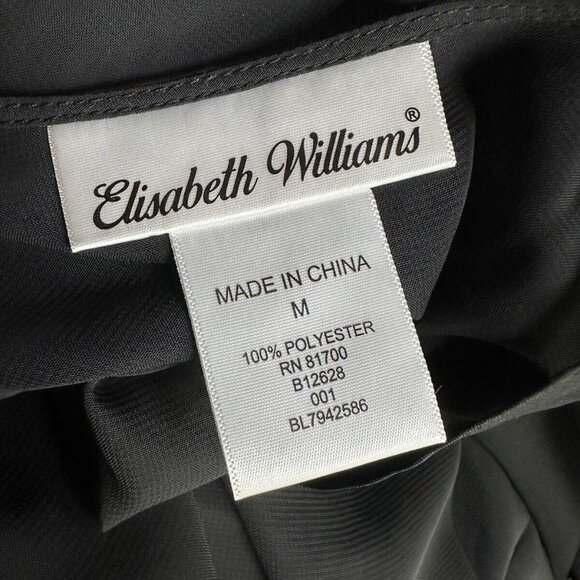 Elisabeth Williams®
MADE IN CHINA
M
100% POLYESTER
RN 81700
B12628
001
BL7942586